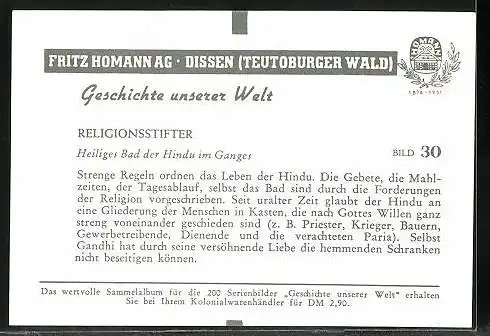 FRITZ HOMANN AG · DISSEN (TEUTOBURGER WALD)
HOMANN
1876-1951
Geschichte unserer Welt
RELIGIONSSTIFTER
Heiliges Bad der Hindu im Ganges
BILD 30
Strenge Regeln ordnen das Leben der Hindu. Die Gebete, die Mahl-
zeiten, der Tagesablauf, selbst das Bad sind durch die Forderungen
der Religion vorgeschrieben. Seit uralter Zeit glaubt der Hindu an
eine Gliederung der Menschen in Kasten, die nach Gottes Willen ganz
streng voneinander geschieden sind (z. B. Priester, Krieger, Bauern,
Gewerbetreibende, Dienende und die verachteten Paria). Selbst
Gandhi hat durch seine versöhnende Liebe die hemmenden Schranken
nicht beseitigen können.
Das wertvolle Sammelalbum für die 200 Serienbilder „Geschichte unserer Welt" erhalten
Sie bei Ihrem Kolonialwarenhändler für DM 2,90.